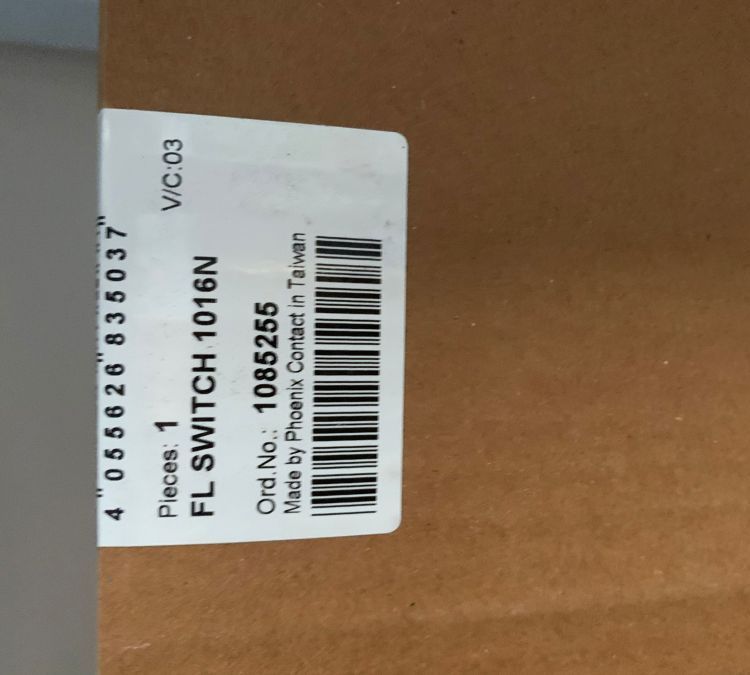 4 055626 835037
Pieces: 1 V/C:03
FL SWITCH 1016N
Ord.No.: 1085255
Made by Phoenix Contact in Taiwan